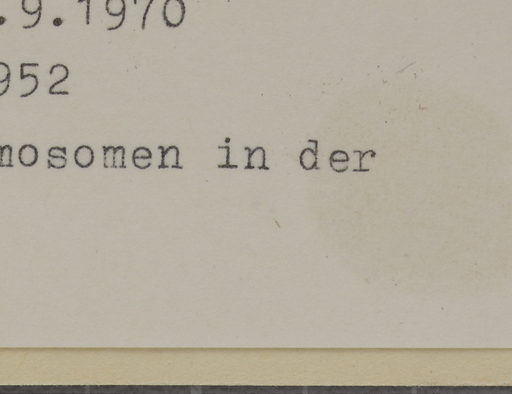 .9.1970
952
mosomen in der